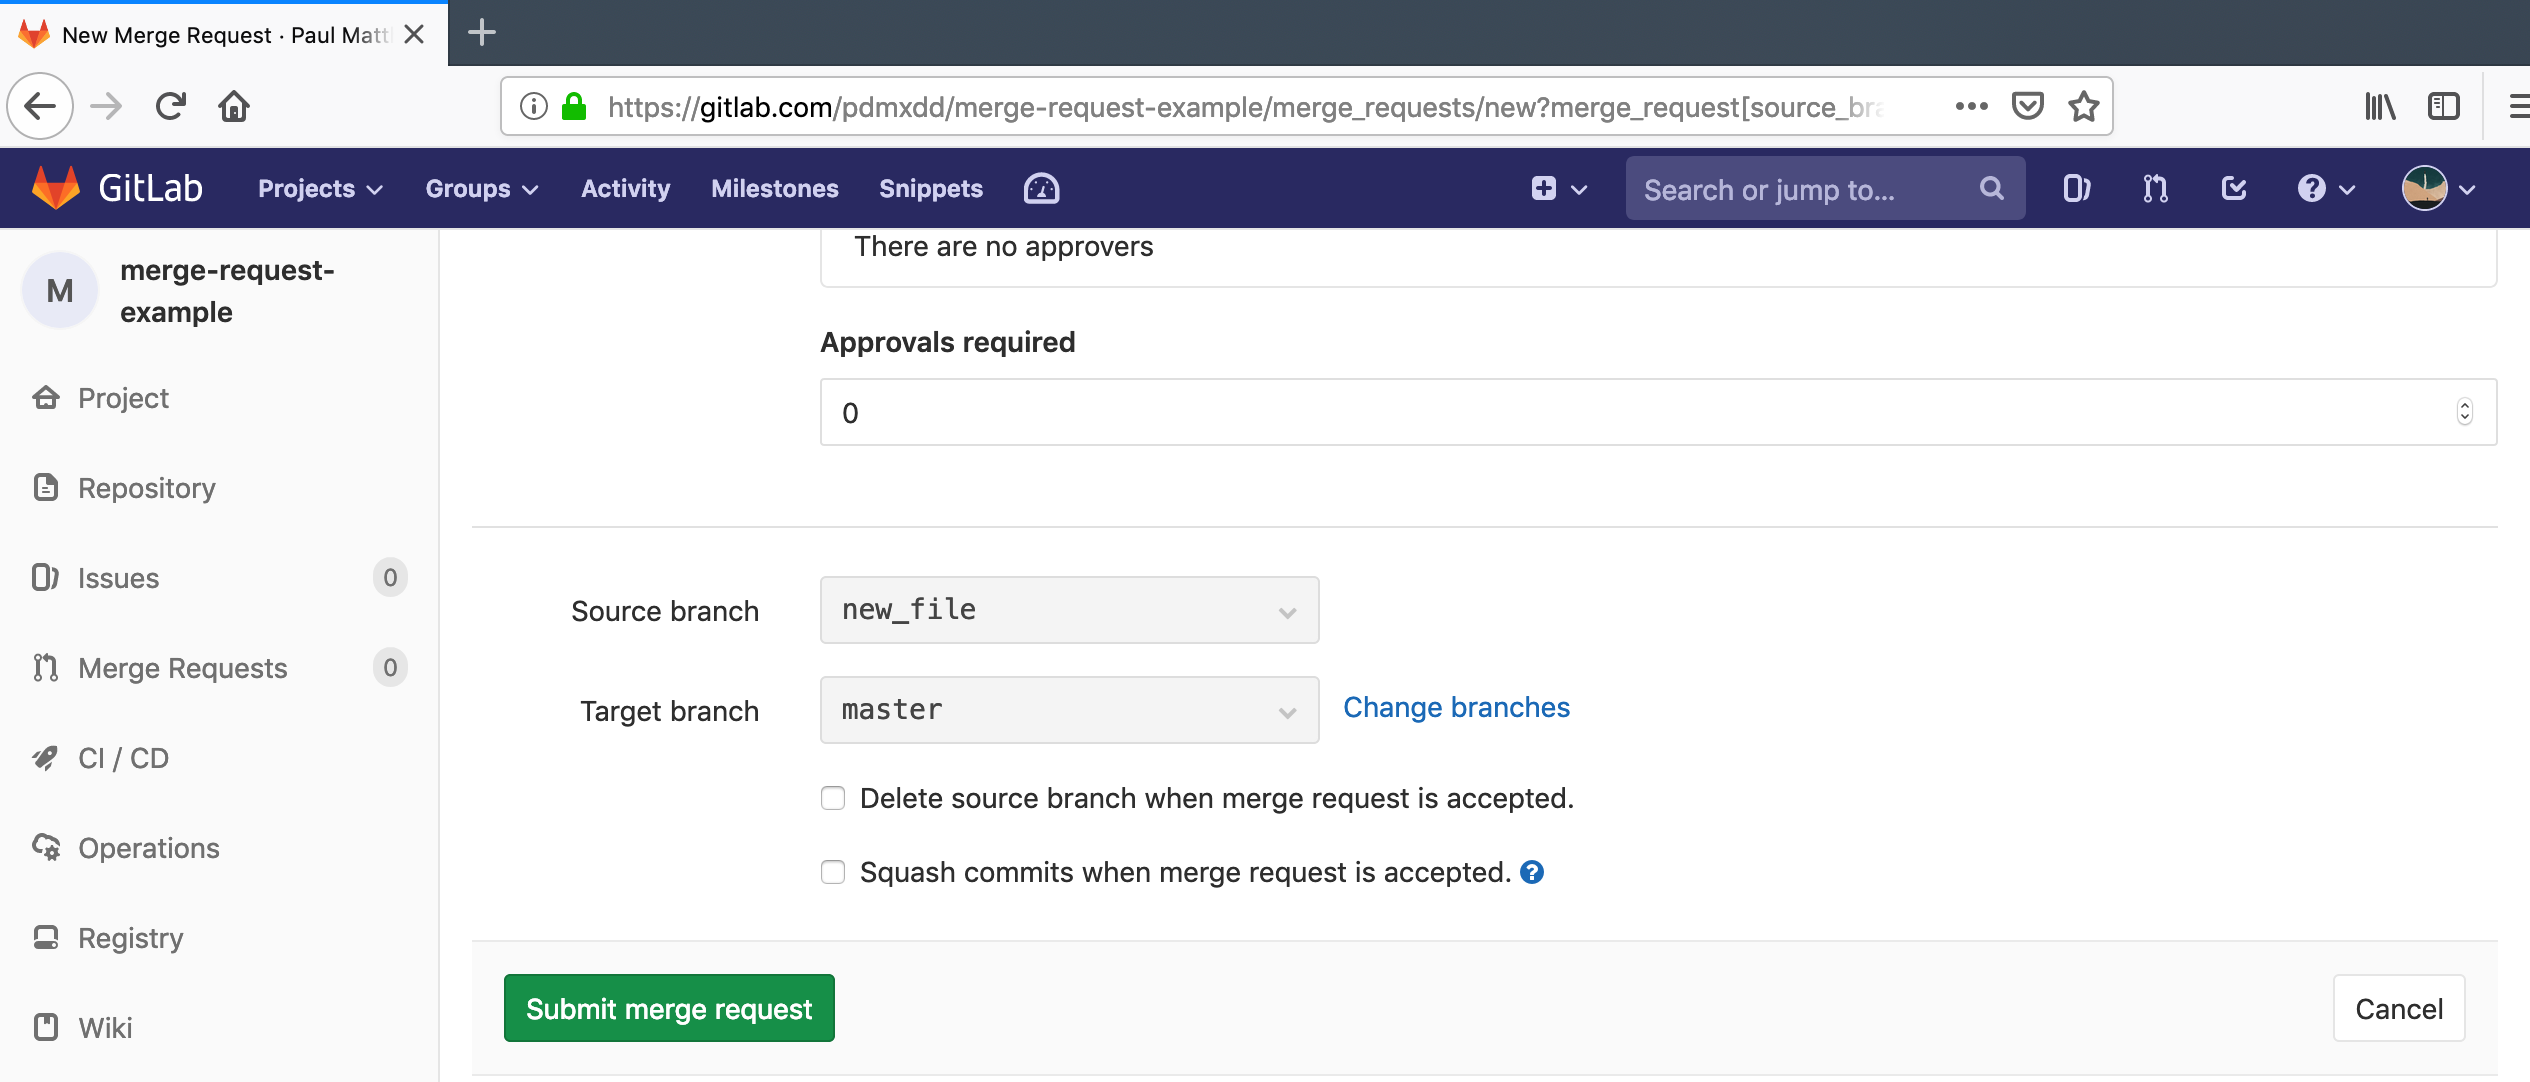 New Merge Request · Paul Matt
https://gitlab.com/pdmxdd/merge-request-example/merge_requests/new?merge_request[source_bra
GitLab
Projects
Groups
Activity
Milestones
Snippets
Search or jump to...
M
merge-request-
example
Project
Repository
Issues 0
Merge Requests 0
CI / CD
Operations
Registry
Wiki
There are no approvers
Approvals required
0
Source branch new_file
Target branch master Change branches
Delete source branch when merge request is accepted.
Squash commits when merge request is accepted. ?
Submit merge request
Cancel